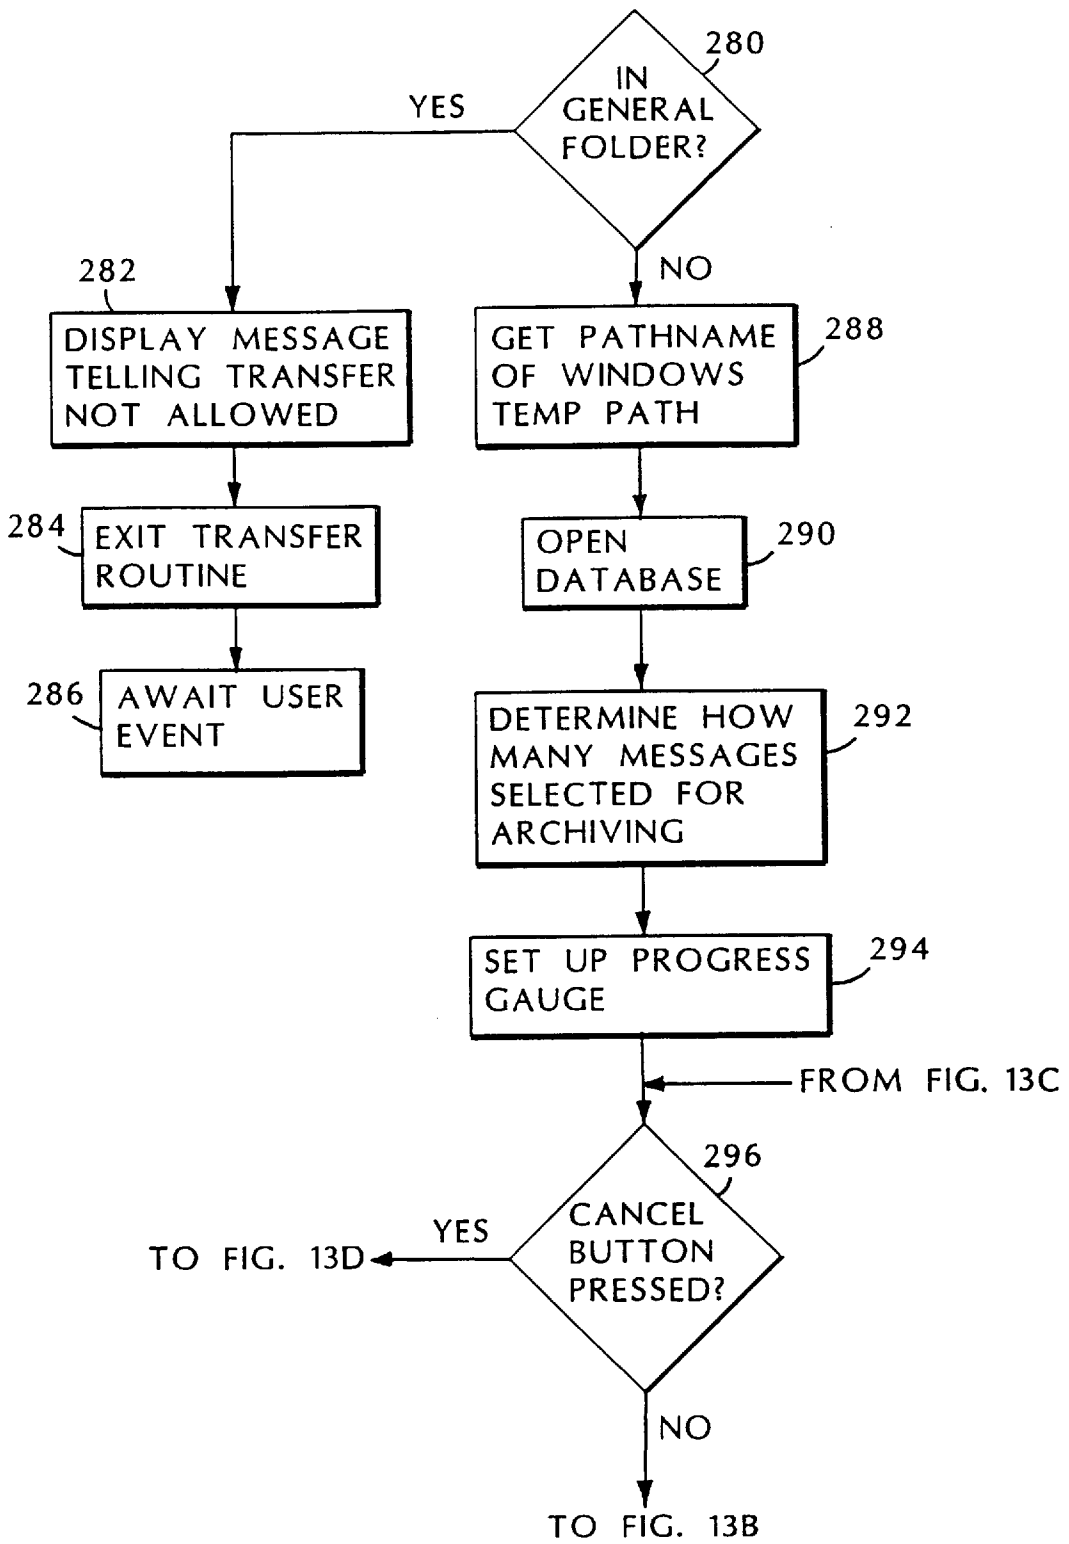 280
IN
GENERAL
FOLDER?
YES
NO
282
DISPLAY MESSAGE
TELLING TRANSFER
NOT ALLOWED
284
EXIT TRANSFER
ROUTINE
286
AWAIT USER
EVENT
288
GET PATHNAME
OF WINDOWS
TEMP PATH
290
OPEN
DATABASE
292
DETERMINE HOW
MANY MESSAGES
SELECTED FOR
ARCHIVING
294
SET UP PROGRESS
GAUGE
FROM FIG. 13C
296
CANCEL
BUTTON
PRESSED?
YES
TO FIG. 13D
NO
TO FIG. 13B